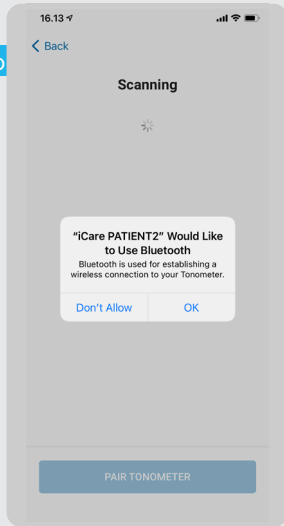 16.13
Back
Scanning
“iCare PATIENT2” Would Like
to Use Bluetooth
Bluetooth is used for establishing a
wireless connection to your Tonometer.
Don’t Allow
OK
PAIR TONOMETER